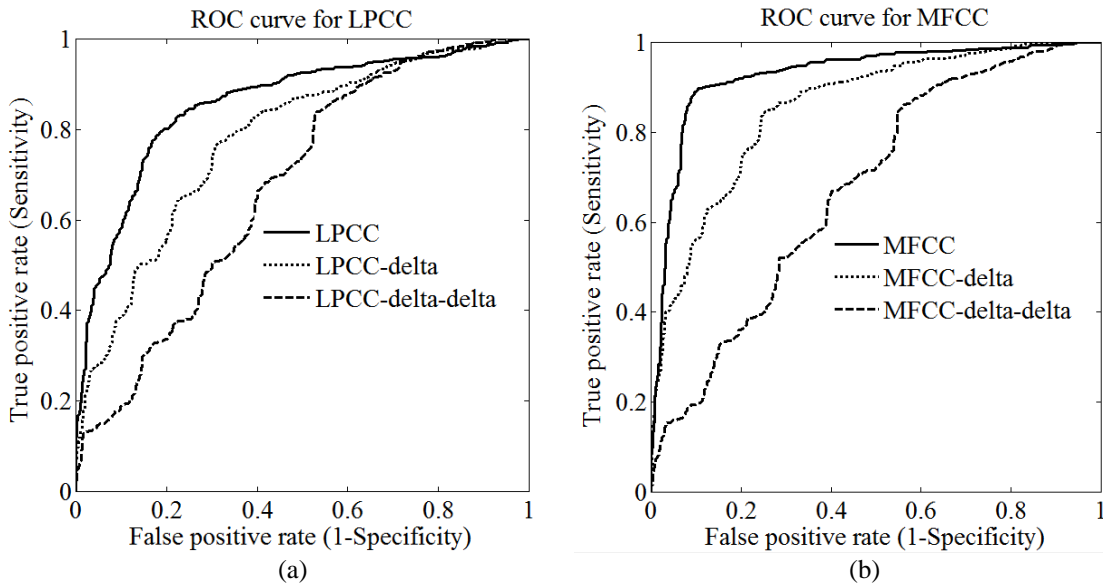 ROC curve for LPCC
1
0.8
0.6
0.4
0.2
0
0
0.2
0.4
0.6
0.8
1
True positive rate (Sensitivity)
False positive rate (1-Specificity)
LPCC
LPCC-delta
LPCC-delta-delta
(a)
ROC curve for MFCC
1
0.8
0.6
0.4
0.2
0
0
0.2
0.4
0.6
0.8
1
True positive rate (Sensitivity)
False positive rate (1-Specificity)
MFCC
MFCC-delta
MFCC-delta-delta
(b)